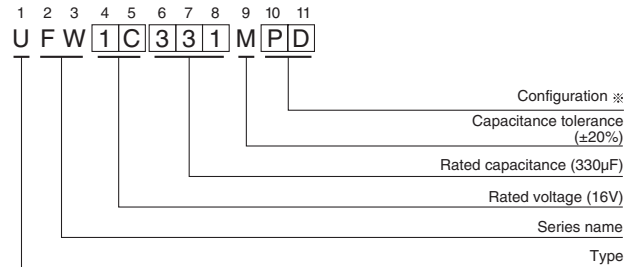 1 2 3 4 5 6 7 8 9 10 11
U F W 1 C 3 3 1 M P D
Configuration ※
Capacitance tolerance
(±20%)
Rated capacitance (330µF)
Rated voltage (16V)
Series name
Type